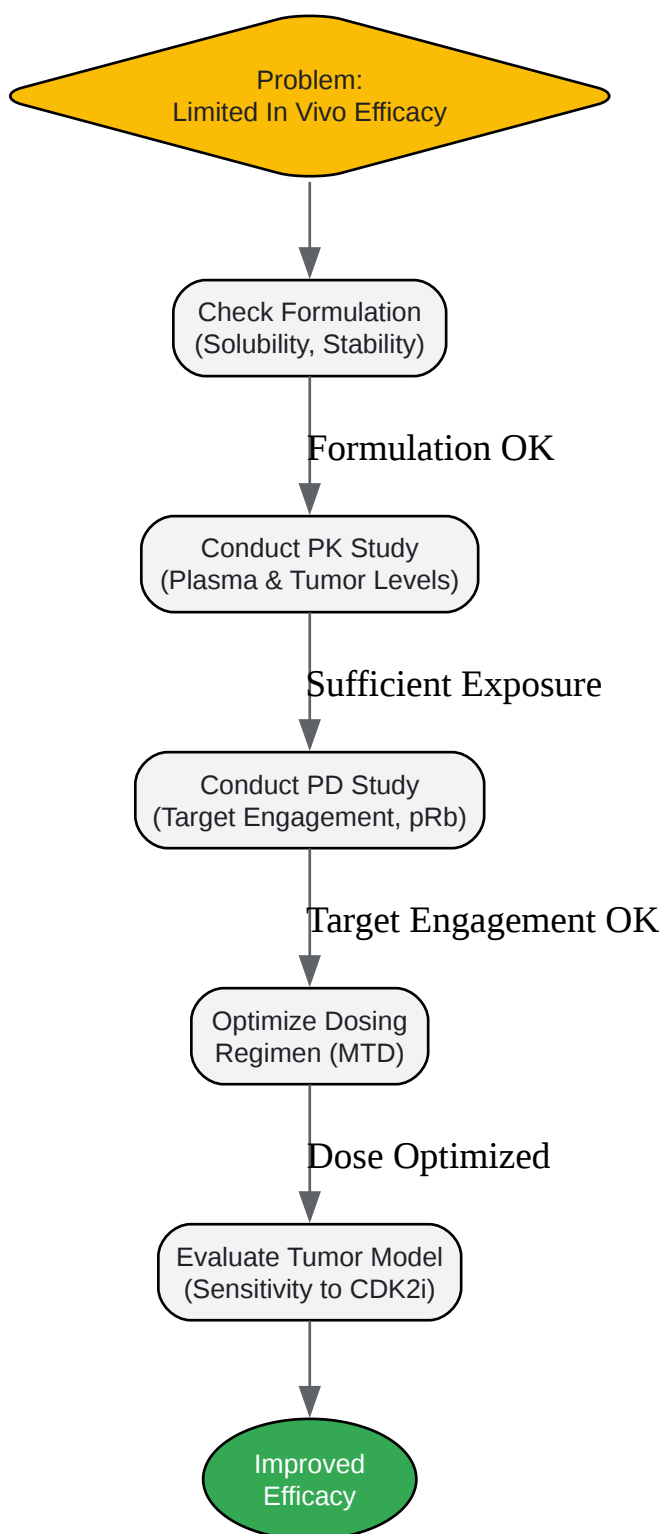 Problem:
Limited In Vivo Efficacy
Check Formulation
(Solubility, Stability)
Formulation OK
Conduct PK Study
(Plasma & Tumor Levels)
Sufficient Exposure
Conduct PD Study
(Target Engagement, pRb)
Target Engagement OK
Optimize Dosing
Regimen (MTD)
Dose Optimized
Evaluate Tumor Model
(Sensitivity to CDK2i)
Improved
Efficacy